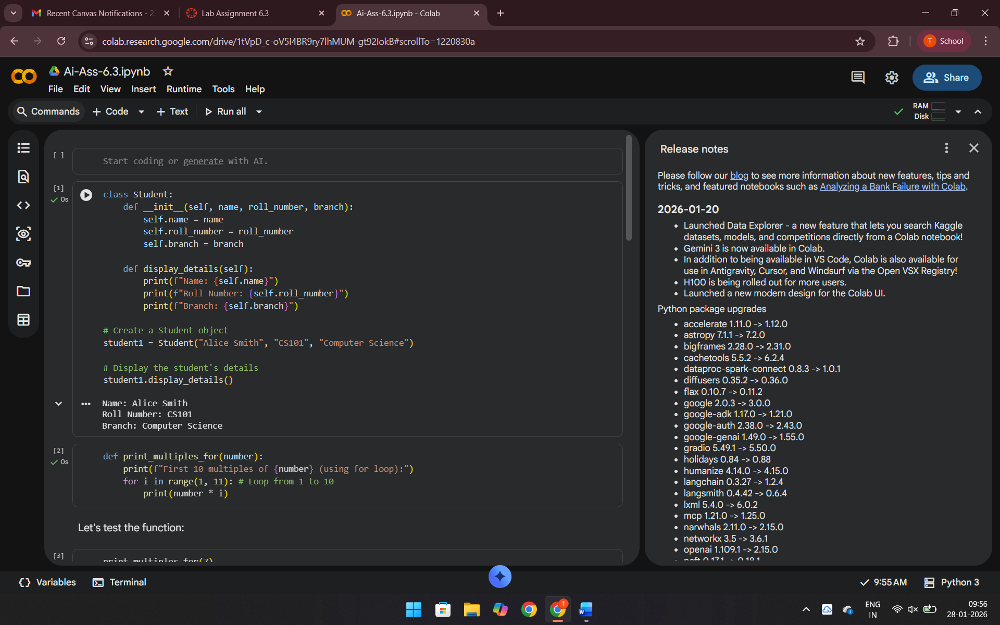 Recent Canvas Notifications - 2
Lab Assignment 6.3
Ai-Ass-6.3.ipynb - Colab
colab.research.google.com/drive/1tVpD_c-oV5I4BR9ry7lhMUM-gt92IokB#scrollTo=1220830a
T School
Ai-Ass-6.3.ipynb
File Edit View Insert Runtime Tools Help
Share
Commands + Code + Text Run all
RAM
Disk
[ ]
Start coding or generate with AI.
[1]
0s
class Student:
    def __init__(self, name, roll_number, branch):
        self.name = name
        self.roll_number = roll_number
        self.branch = branch
    def display_details(self):
        print(f"Name: {self.name}")
        print(f"Roll Number: {self.roll_number}")
        print(f"Branch: {self.branch}")
# Create a Student object
student1 = Student("Alice Smith", "CS101", "Computer Science")
# Display the student's details
student1.display_details()
Name: Alice Smith
Roll Number: CS101
Branch: Computer Science
[2]
0s
def print_multiples_for(number):
    print(f"First 10 multiples of {number} (using for loop):")
    for i in range(1, 11): # Loop from 1 to 10
        print(number * i)
Let's test the function:
[3]
print_multiples_for(7)
Release notes
Please follow our blog to see more information about new features, tips and
tricks, and featured notebooks such as Analyzing a Bank Failure with Colab.
2026-01-20
• Launched Data Explorer - a new feature that lets you search Kaggle
datasets, models, and competitions directly from a Colab notebook!
• Gemini 3 is now available in Colab.
• In addition to being available in VS Code, Colab is also available for
use in Antigravity, Cursor, and Windsurf via the Open VSX Registry!
• H100 is being rolled out for more users.
• Launched a new modern design for the Colab UI.
Python package upgrades
• accelerate 1.11.0 -> 1.12.0
• astropy 7.1.1 -> 7.2.0
• bigframes 2.28.0 -> 2.31.0
• cachetools 5.5.2 -> 6.2.4
• dataproc-spark-connect 0.8.3 -> 1.0.1
• diffusers 0.35.2 -> 0.36.0
• flax 0.10.7 -> 0.11.2
• google 2.0.3 -> 3.0.0
• google-adk 1.17.0 -> 1.21.0
• google-auth 2.38.0 -> 2.43.0
• google-genai 1.49.0 -> 1.55.0
• gradio 5.49.1 -> 5.50.0
• holidays 0.84 -> 0.88
• humanize 4.14.0 -> 4.15.0
• langchain 0.3.27 -> 1.2.4
• langsmith 0.4.42 -> 0.6.4
• lxml 5.4.0 -> 6.0.2
• mcp 1.21.0 -> 1.25.0
• narwhals 2.11.0 -> 2.15.0
• networkx 3.5 -> 3.6.1
• openai 1.109.1 -> 2.15.0
• peft 0.17.1 -> 0.18.1
Variables Terminal
9:55 AM Python 3
ENG
IN
09:56
28-01-2026